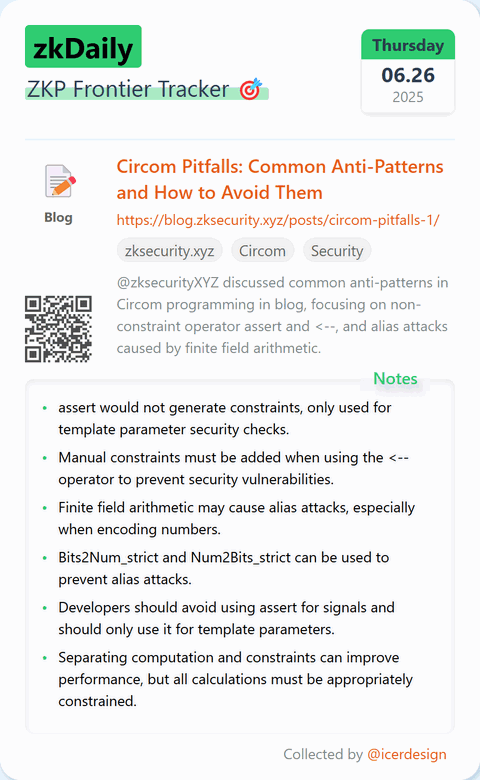 zkDaily
ZKP Frontier Tracker
Thursday
06.26
2025
Blog
Circom Pitfalls: Common Anti-Patterns
and How to Avoid Them
https://blog.zksecurity.xyz/posts/circom-pitfalls-1/
zksecurity.xyz
Circom
Security
@zksecurityXYZ discussed common anti-patterns in
Circom programming in blog, focusing on non-
constraint operator assert and <--, and alias attacks
caused by finite field arithmetic.
Notes
• assert would not generate constraints, only used for
template parameter security checks.
• Manual constraints must be added when using the <--
operator to prevent security vulnerabilities.
• Finite field arithmetic may cause alias attacks, especially
when encoding numbers.
• Bits2Num_strict and Num2Bits_strict can be used to
prevent alias attacks.
• Developers should avoid using assert for signals and
should only use it for template parameters.
• Separating computation and constraints can improve
performance, but all calculations must be appropriately
constrained.
Collected by @icerdesign